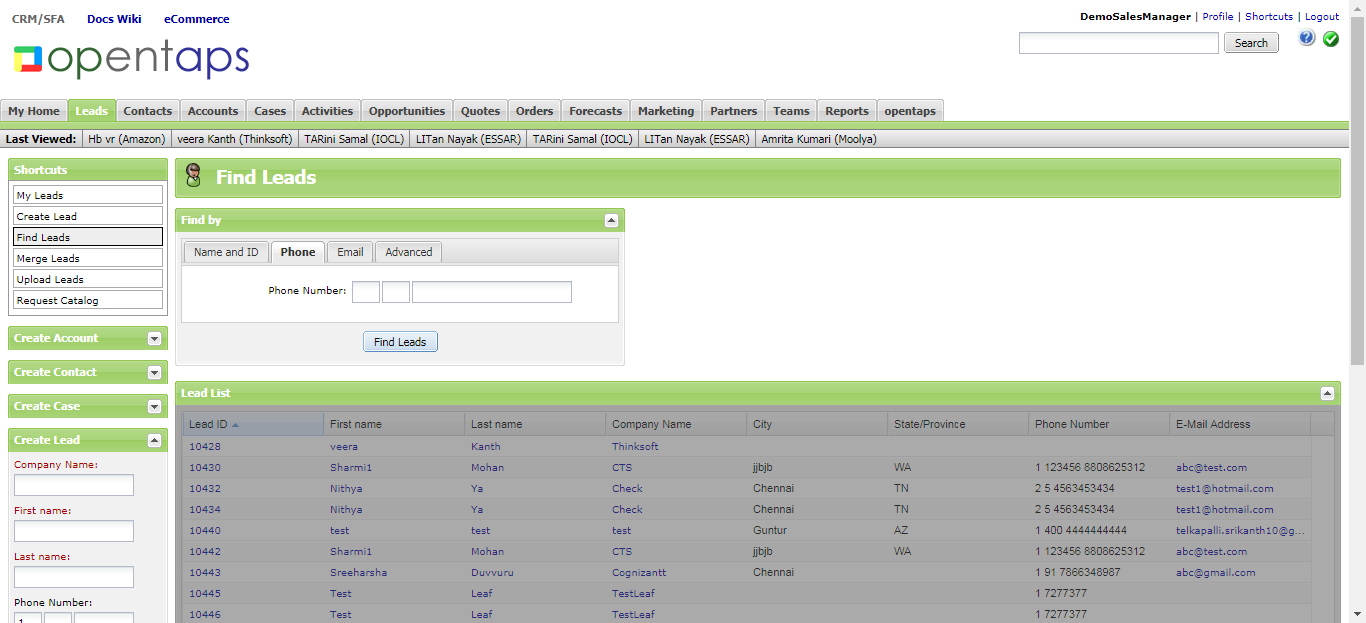 CRM/SFA Docs Wiki eCommerce
DemoSalesManager | Profile | Shortcuts | Logout
opentaps
Search
My Home Leads Contacts Accounts Cases Activities Opportunities Quotes Orders Forecasts Marketing Partners Teams Reports opentaps
Last Viewed: Hb vr (Amazon) veera Kanth (Thinksoft) TARini Samal (IOCL) LITan Nayak (ESSAR) TARini Samal (IOCL) LITan Nayak (ESSAR) Amrita Kumari (Moolya)
Shortcuts
My Leads
Create Lead
Find Leads
Merge Leads
Upload Leads
Request Catalog
Create Account
Create Contact
Create Case
Create Lead
Company Name:
First name:
Last name:
Phone Number:
1
Find Leads
Find by
Name and ID Phone Email Advanced
Phone Number:
Find Leads
Lead List
Lead ID First name Last name Company Name City State/Province Phone Number E-Mail Address
10428 veera Kanth Thinksoft
10430 Sharmi1 Mohan CTS jjbjb WA 1 123456 8808625312 abc@test.com
10432 Nithya Ya Check Chennai TN 2 5 4563453434 test1@hotmail.com
10434 Nithya Ya Check Chennai TN 2 5 4563453434 test1@hotmail.com
10440 test test test Guntur AZ 1 400 4444444444 telkapalli.srikanth10@g...
10442 Sharmi1 Mohan CTS jjbjb WA 1 123456 8808625312 abc@test.com
10443 Sreeharsha Duvvuru Cognizantt Chennai 1 91 7866348987 abc@gmail.com
10445 Test Leaf TestLeaf 1 7277377
10446 Test Leaf TestLeaf 1 7277377